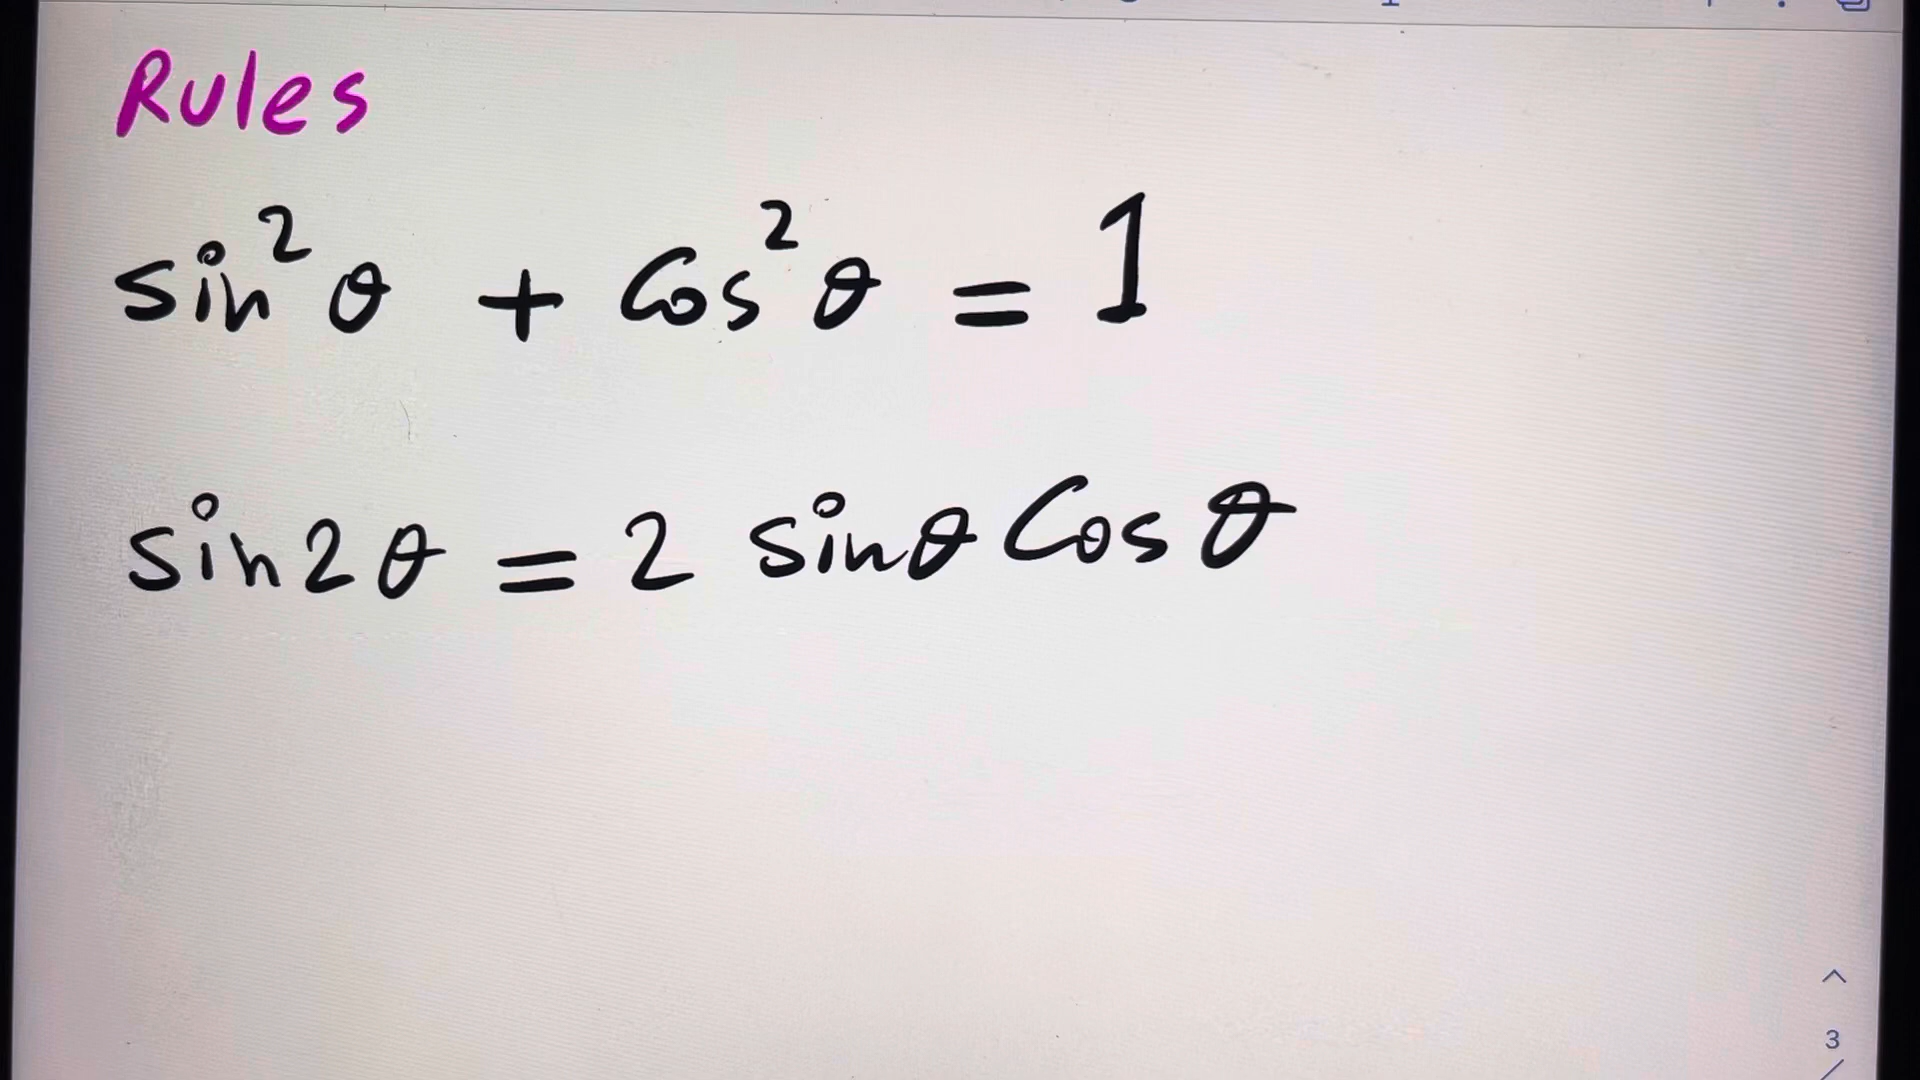 Rules
sin²θ + cos²θ = 1
sin2θ = 2 sinθ Cosθ
3